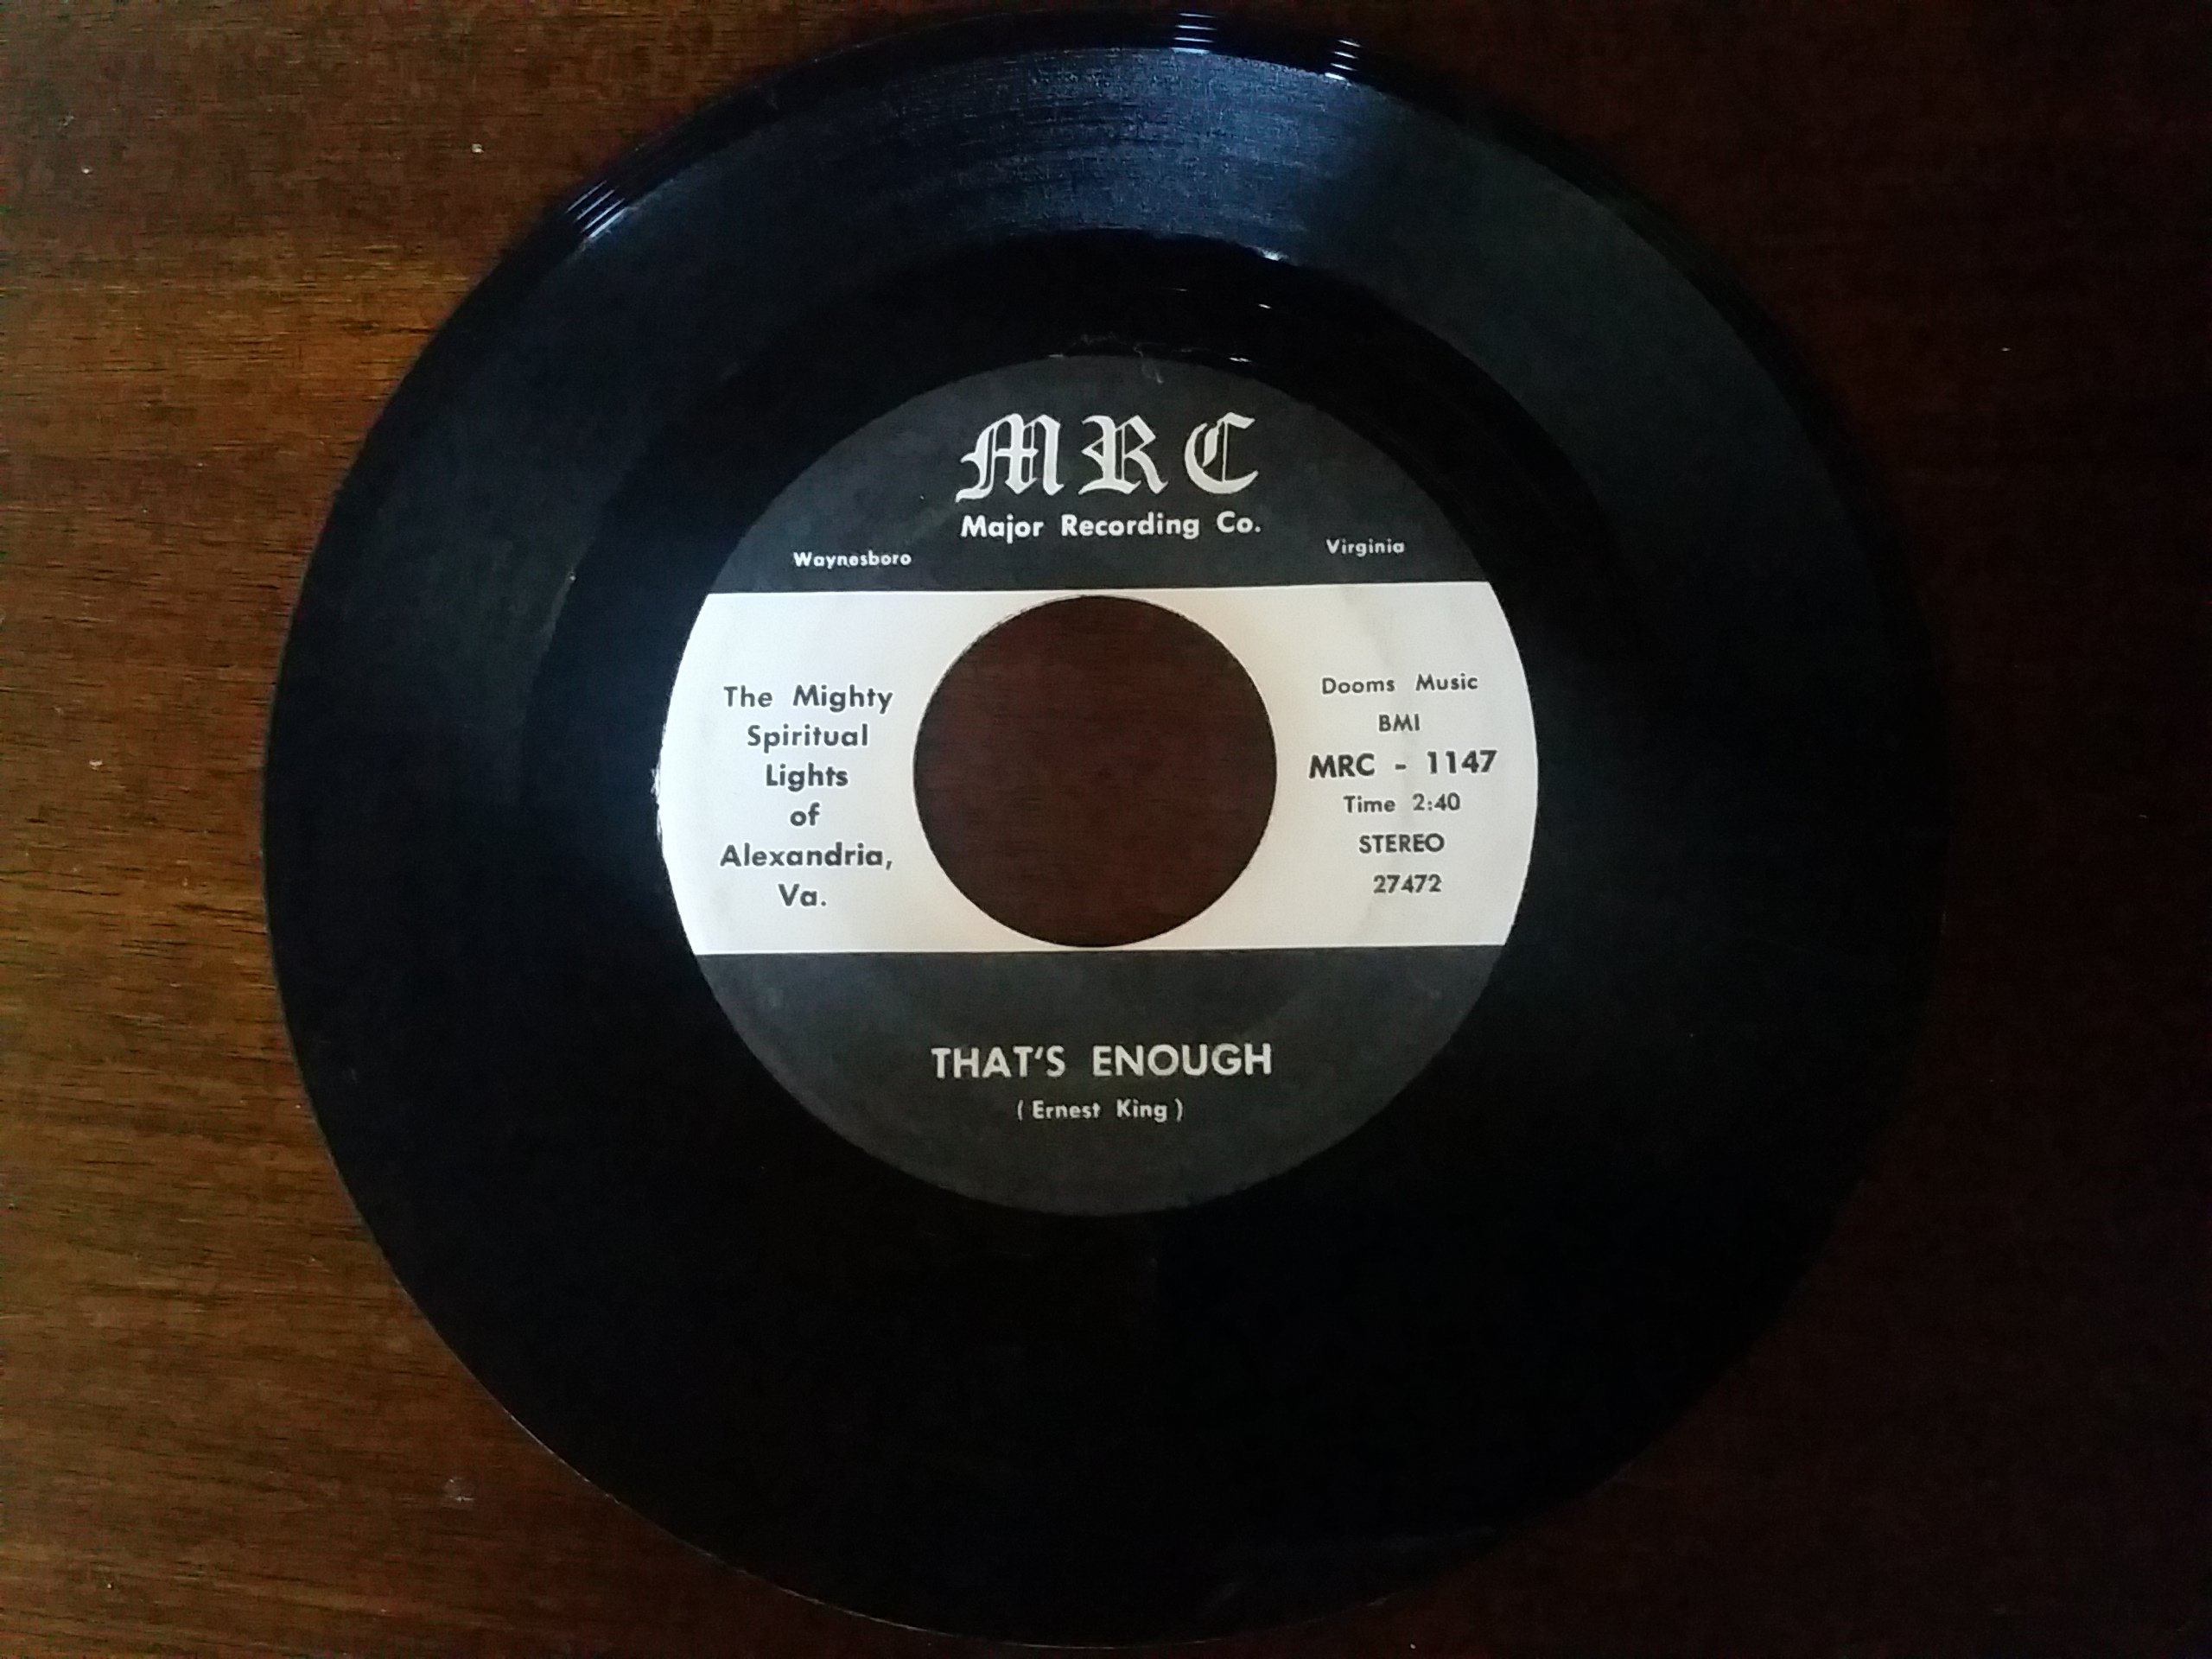 MRC
Major Recording Co.
Waynesboro
Virginia
The Mighty
Spiritual
Lights
of
Alexandria,
Va.
Dooms Music
BMI
MRC - 1147
Time 2:40
STEREO
27472
THAT'S ENOUGH
(Ernest King)